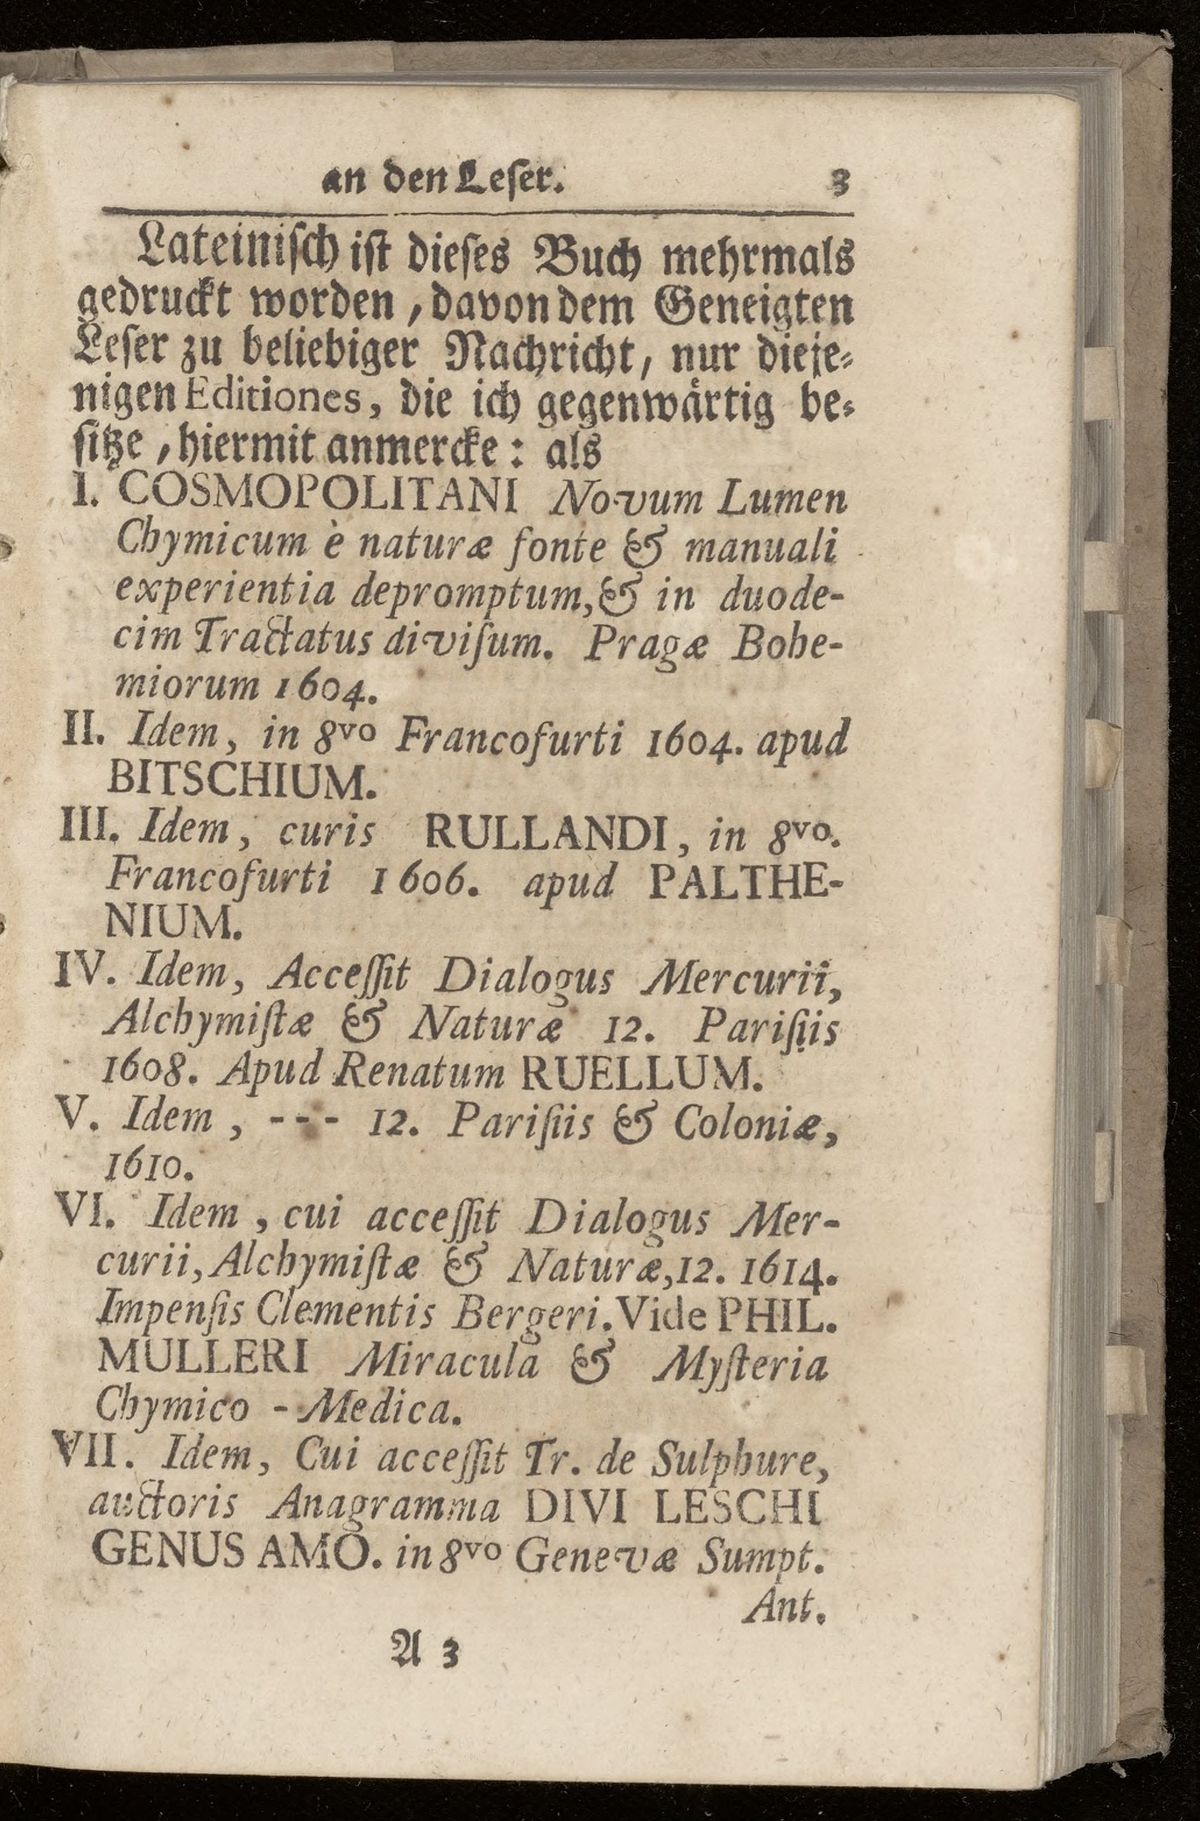 an den Leſer. 3
Lateiniſch iſt dieſes Buch mehrmals
gedruckt worden, davon dem Geneigten
Leſer zu beliebiger Nachricht, nur dieje-
nigen Editiones, die ich gegenwärtig be-
ſitze, hiermit anmercke: als
I. COSMOPOLITANI Novum Lumen
Chymicum è naturæ fonte & manuali
experientia depromptum, & in duode-
cim Tractatus diviſum. Pragæ Bohe-
miorum 1604.
II. Idem, in 8vo Francofurti 1604. apud
BITSCHIUM.
III. Idem, curis RULLANDI, in 8vo.
Francofurti 1606. apud PALTHE-
NIUM.
IV. Idem, Acceſſit Dialogus Mercurii,
Alchymiſtæ & Naturæ 12. Pariſiis
1608. Apud Renatum RUELLUM.
V. Idem, --- 12. Pariſiis & Coloniæ,
1610.
VI. Idem, cui acceſſit Dialogus Mer-
curii, Alchymiſtæ & Naturæ, 12. 1614.
Impenſis Clementis Bergeri. Vide PHIL.
MULLERI Miracula & Myſteria
Chymico-Medica.
VII. Idem, Cui acceſſit Tr. de Sulphure,
auctoris Anagramma DIVI LESCHI
GENUS AMO. in 8vo Genevæ Sumpt.
Ant.
A 3